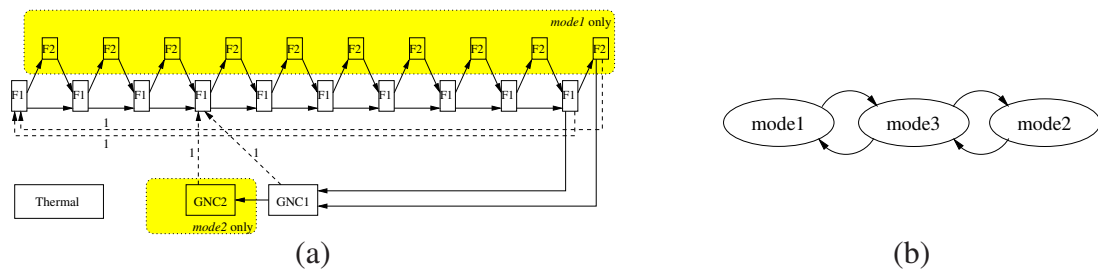 mode1 only
F2 F2 F2 F2 F2 F2 F2 F2 F2 F2
F1 F1 F1 F1 F1 F1 F1 F1 F1 F1
1
1
1
1
Thermal
GNC2
GNC1
mode2 only
(a)
mode1
mode3
mode2
(b)